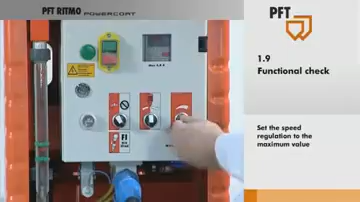 PFT RITMO POWERCOAT
PFT
1.9
Functional check
Set the speed
regulation to the
maximum value